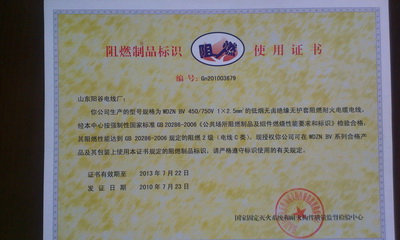 阻燃制品标识 阻燃 使用证书
编号：Gn201003678
山东阳谷电线厂：
你公司生产的型号规格为 WDZN BV 450/750V 1×2.5mm² 的低烟无卤绝缘无护套阻燃耐火电缆电线，
经本中心按强制性国家标准 GB 20286-2006《公共场所阻燃制品及组件燃烧性能要求和标识》检验合格，
其阻燃性能达到 GB 20286-2006 规定的阻燃 2 级（电线 C 类）。兹授权你公司可在 WDZN BV 系列合格产
品及其包装上使用本证书规定的阻燃制品标识。请严格遵守标识使用的有关规定。
证书有效期至 2013 年 7 月 22 日
发证日期 2010 年 7 月 23 日
国家固定灭火系统和耐火构件质量监督检验中心